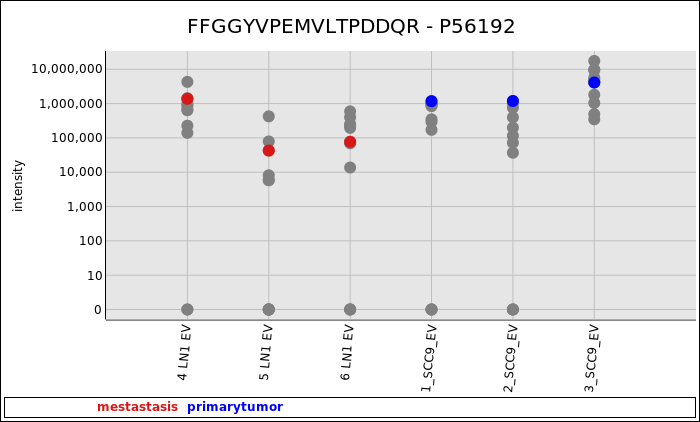 FFGGYVPEMVLTPDDQR - P56192
10,000,000
1,000,000
100,000
10,000
1,000
100
10
0
intensity
4 LN1 EV
5 LN1 EV
6 LN1 EV
1_SCC9_EV
2_SCC9_EV
3_SCC9_EV
mestastasis primarytumor